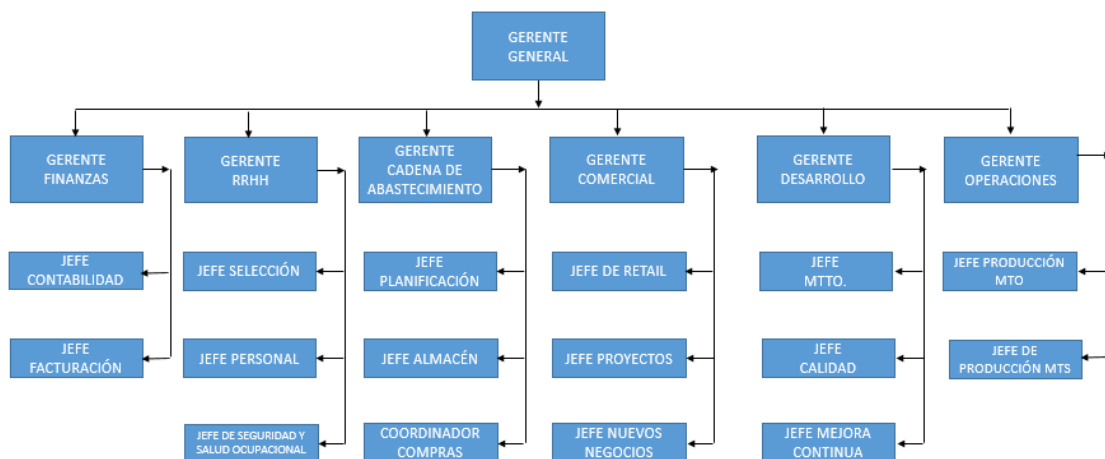 GERENTE
GENERAL
GERENTE
FINANZAS
GERENTE
RRHH
GERENTE
CADENA DE
ABASTECIMIENTO
GERENTE
COMERCIAL
GERENTE
DESARROLLO
GERENTE
OPERACIONES
JEFE
CONTABILIDAD
JEFE SELECCIÓN
JEFE
PLANIFICACIÓN
JEFE DE RETAIL
JEFE
MTTO.
JEFE PRODUCCIÓN
MTO
JEFE
FACTURACIÓN
JEFE PERSONAL
JEFE ALMACÉN
JEFE PROYECTOS
JEFE
CALIDAD
JEFE DE
PRODUCCIÓN MTS
JEFE DE SEGURIDAD Y
SALUD OCUPACIONAL
COORDINADOR
COMPRAS
JEFE NUEVOS
NEGOCIOS
JEFE MEJORA
CONTINUA